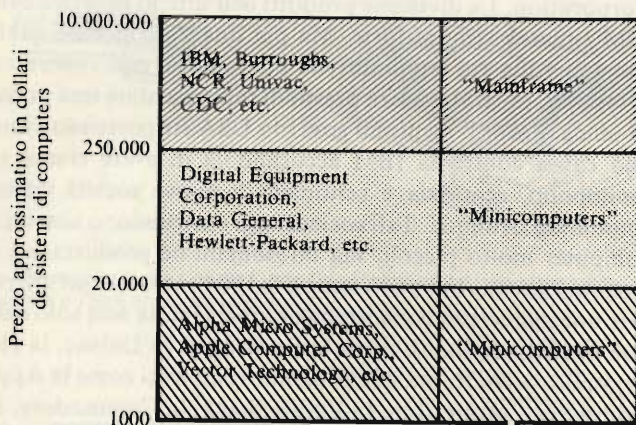 10.000.000
IBM, Burroughs,
NCR, Univac,
CDC, etc.
"Mainframe"
250.000
Digital Equipment
Corporation,
Data General,
Hewlett-Packard, etc.
"Minicomputers"
20.000
Alpha Micro Systems,
Apple Computer Corp.,
Vector Technology, etc.
"Minicomputers"
1000
Prezzo approssimativo in dollari
dei sistemi di computers